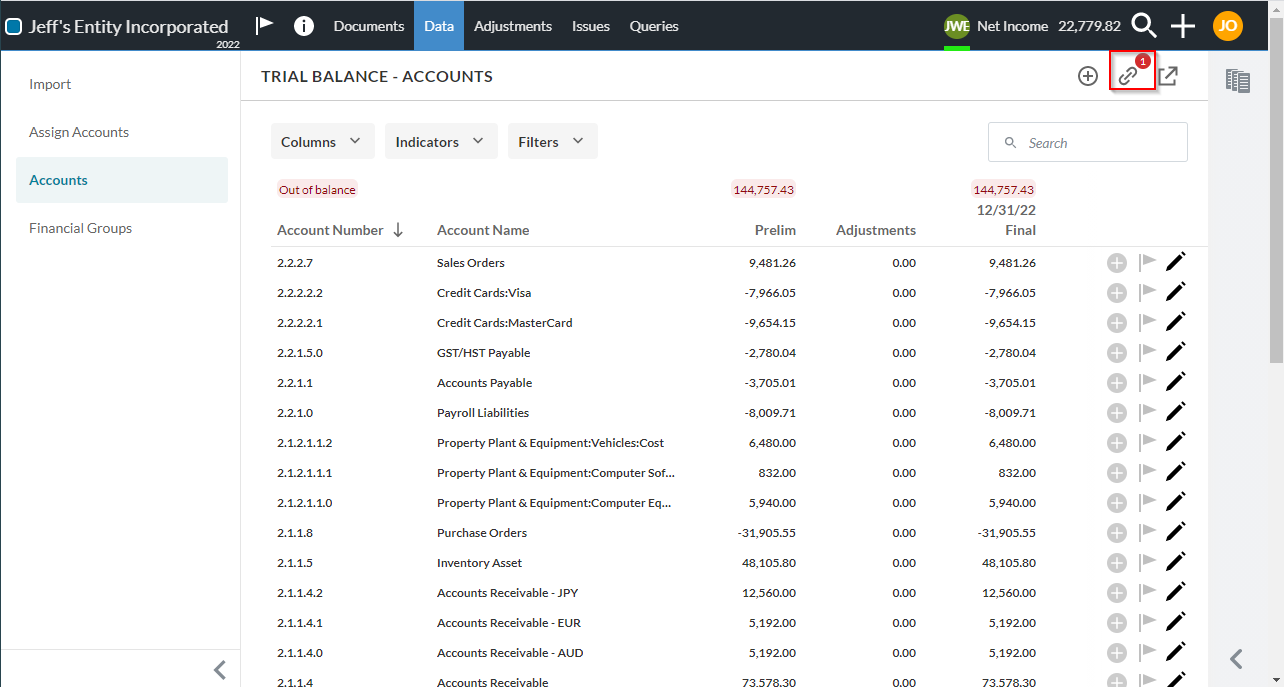 Jeff's Entity Incorporated
2022
Documents
Data
Adjustments
Issues
Queries
JWE
Net Income 22,779.82
JO
Import
Assign Accounts
Accounts
Financial Groups
TRIAL BALANCE - ACCOUNTS
1
Columns
Indicators
Filters
Search
Out of balance 144,757.43 144,757.43
12/31/22
Account Number Account Name Prelim Adjustments Final
2.2.2.7 Sales Orders 9,481.26 0.00 9,481.26
2.2.2.2.2 Credit Cards:Visa -7,966.05 0.00 -7,966.05
2.2.2.2.1 Credit Cards:MasterCard -9,654.15 0.00 -9,654.15
2.2.1.5.0 GST/HST Payable -2,780.04 0.00 -2,780.04
2.2.1.1 Accounts Payable -3,705.01 0.00 -3,705.01
2.2.1.0 Payroll Liabilities -8,009.71 0.00 -8,009.71
2.1.2.1.1.2 Property Plant & Equipment:Vehicles:Cost 6,480.00 0.00 6,480.00
2.1.2.1.1.1 Property Plant & Equipment:Computer Sof... 832.00 0.00 832.00
2.1.2.1.1.0 Property Plant & Equipment:Computer Eq... 5,940.00 0.00 5,940.00
2.1.1.8 Purchase Orders -31,905.55 0.00 -31,905.55
2.1.1.5 Inventory Asset 48,105.80 0.00 48,105.80
2.1.1.4.2 Accounts Receivable - JPY 12,560.00 0.00 12,560.00
2.1.1.4.1 Accounts Receivable - EUR 5,192.00 0.00 5,192.00
2.1.1.4.0 Accounts Receivable - AUD 5,192.00 0.00 5,192.00
2.1.1.4 Accounts Receivable 73,578.30 0.00 73,578.30